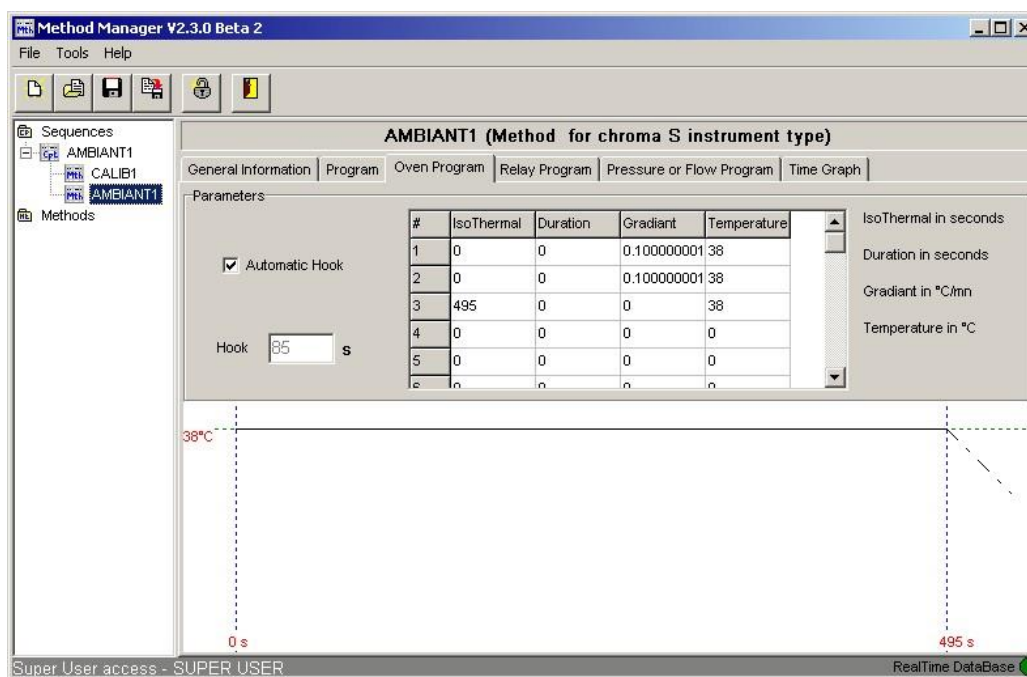 Method Manager V2.3.0 Beta 2
File Tools Help
Sequences
AMBIANT1
CALIB1
AMBIANT1
Methods
AMBIANT1 (Method for chroma S instrument type)
General Information Program Oven Program Relay Program Pressure or Flow Program Time Graph
Parameters
Automatic Hook
Hook 85 s
# IsoThermal Duration Gradiant Temperature
1 0 0 0.100000001 38
2 0 0 0.100000001 38
3 495 0 0 38
4 0 0 0 0
5 0 0 0 0
IsoThermal in seconds
Duration in seconds
Gradiant in °C/mn
Temperature in °C
38°C
0 s 495 s
Super User access - SUPER USER RealTime DataBase